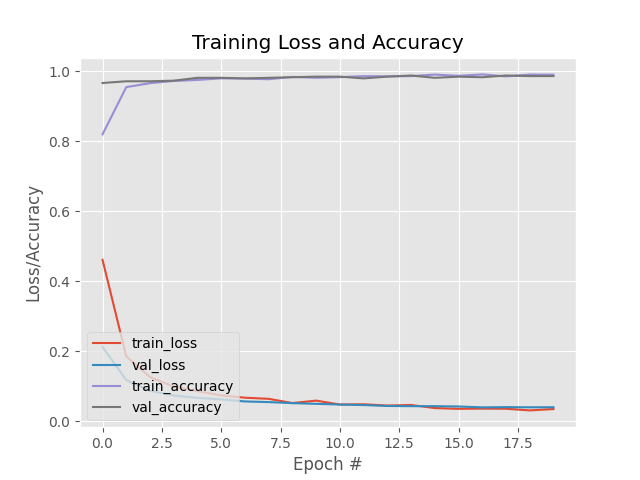 Training Loss and Accuracy
1.0
0.8
0.6
0.4
0.2
0.0
Loss/Accuracy
train_loss
val_loss
train_accuracy
val_accuracy
0.0 2.5 5.0 7.5 10.0 12.5 15.0 17.5
Epoch #